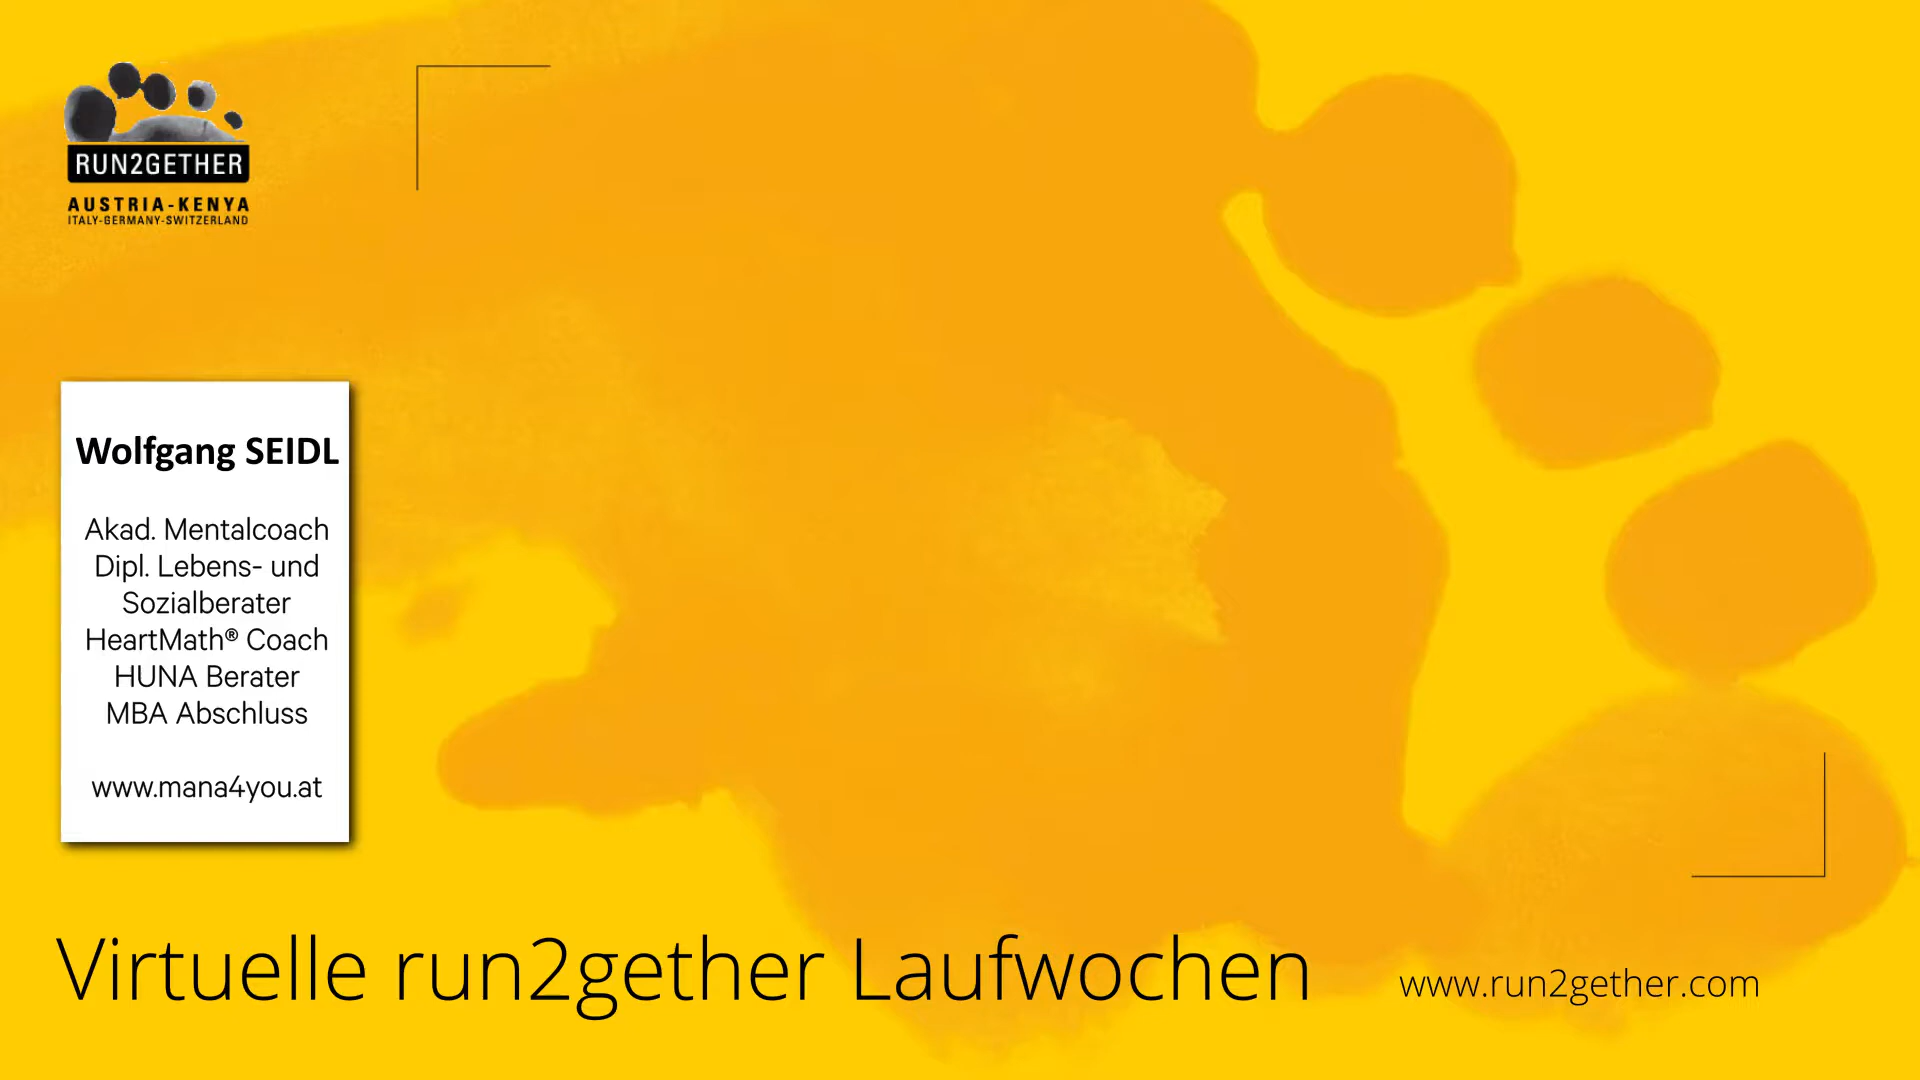 RUN2GETHER
AUSTRIA-KENYA
ITALY-GERMANY-SWITZERLAND
Wolfgang SEIDL
Akad. Mentalcoach
Dipl. Lebens- und
Sozialberater
HeartMath® Coach
HUNA Berater
MBA Abschluss
www.mana4you.at
Virtuelle run2gether Laufwochen
www.run2gether.com